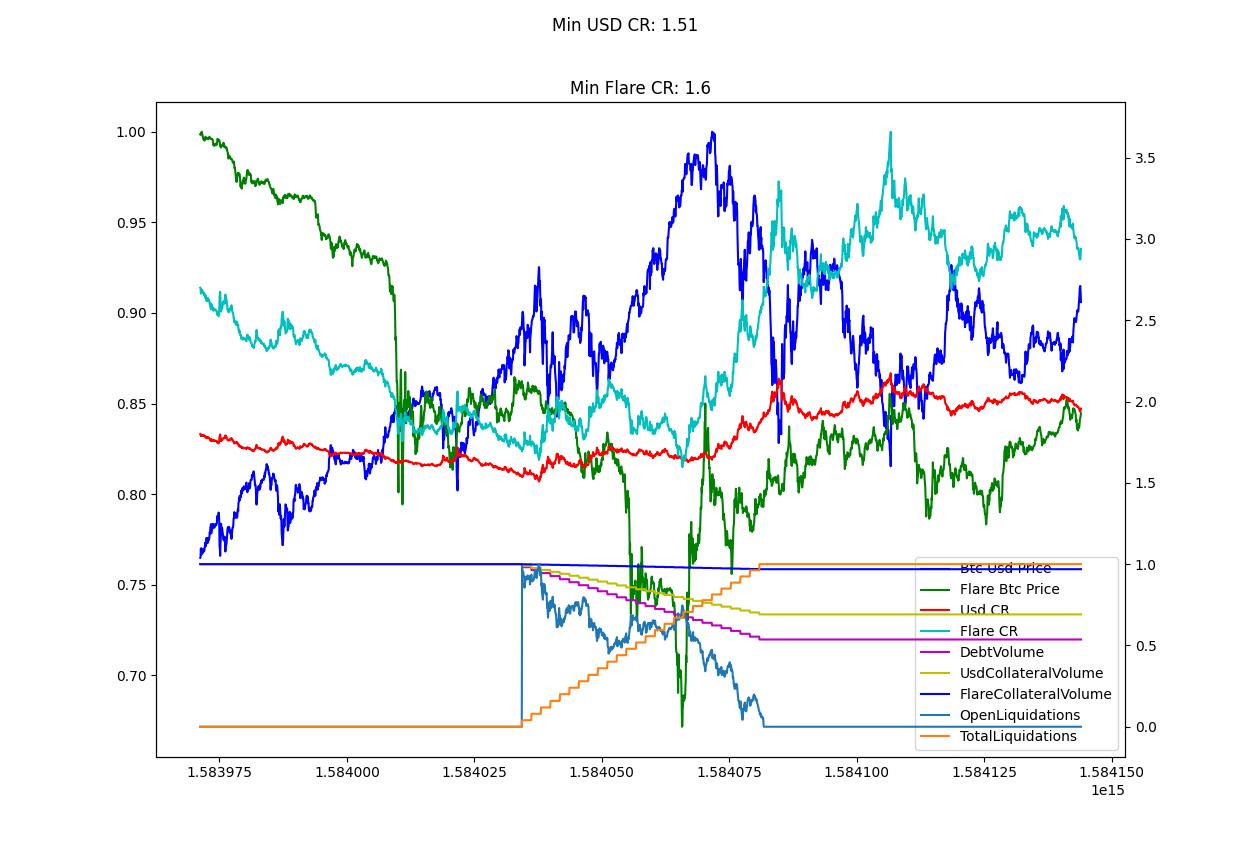 Min USD CR: 1.51
Min Flare CR: 1.6
1.00
0.95
0.90
0.85
0.80
0.75
0.70
3.5
3.0
2.5
2.0
1.5
1.0
0.5
0.0
Btc Usd Price
Flare Btc Price
Usd CR
Flare CR
DebtVolume
UsdCollateralVolume
FlareCollateralVolume
OpenLiquidations
TotalLiquidations
1.583975 1.584000 1.584025 1.584050 1.584075 1.584100 1.584125 1.584150
1e15